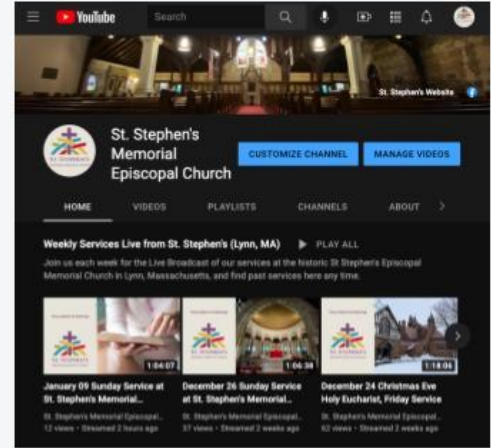 YouTube
Search
St. Stephen's Website
St. Stephen's
Memorial
Episcopal Church
CUSTOMIZE CHANNEL
MANAGE VIDEOS
HOME
VIDEOS
PLAYLISTS
CHANNELS
ABOUT
Weekly Services Live from St. Stephen's (Lynn, MA)
PLAY ALL
Join us each week for the Live Broadcast of our services at the historic St Stephen's Episcopal
Memorial Church in Lynn, Massachusetts, and find past services here any time.
ST. STEPHEN'S
1:04:07
January 09 Sunday Service at
St. Stephen's Memorial...
St. Stephen's Memorial Episcopal...
12 views • Streamed 2 hours ago
ST. STEPHEN'S
1:06:38
December 26 Sunday Service
at St. Stephen's Memorial...
St. Stephen's Memorial Episcopal...
37 views • Streamed 2 weeks ago
ST. STEPHEN'S
1:18:06
December 24 Christmas Eve
Holy Eucharist, Friday Service
St. Stephen's Memorial Episcopal...
62 views • Streamed 2 weeks ago